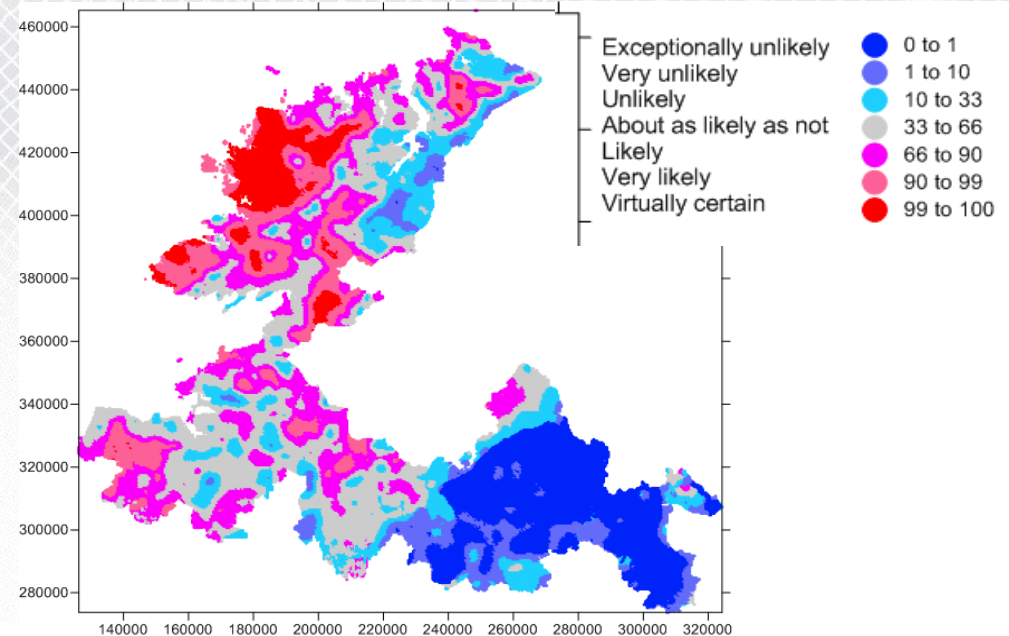 460000
440000
420000
400000
380000
360000
340000
320000
300000
280000
140000 160000 180000 200000 220000 240000 260000 280000 300000 320000
Exceptionally unlikely 0 to 1
Very unlikely 1 to 10
Unlikely 10 to 33
About as likely as not 33 to 66
Likely 66 to 90
Very likely 90 to 99
Virtually certain 99 to 100